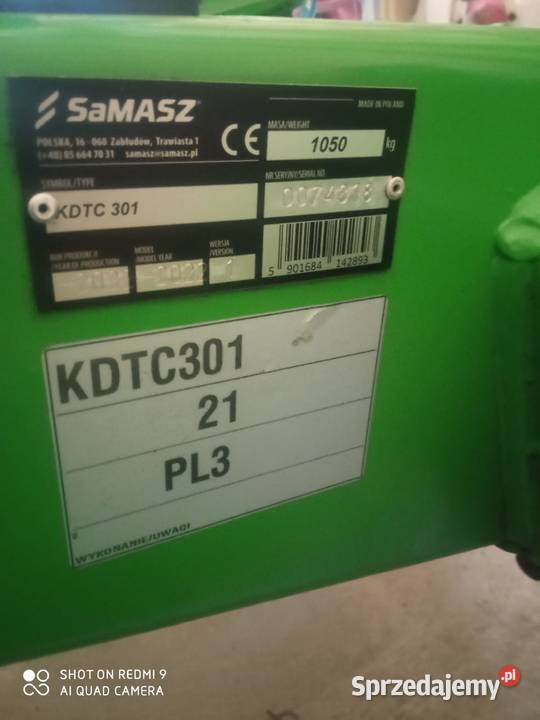 SaMASZ
POLSKA, 16-060 Zabłudów, Trawiasta 1
(+48) 85 664 70 31 samasz@samasz.pl
CE
MADE IN POLAND
MASA/WEIGHT
1050 kg
SYMBOL/TYPE
KDTC 301
NR SERYJNY/SERIAL NO
ROK PRODUKCJI
/YEAR OF PRODUCTION
MODEL
/MODEL YEAR
WERSJA
/VERSION
5 901684 142893
KDTC301
21
PL3
WYKONANIE/UWAGI
SHOT ON REDMI 9
AI QUAD CAMERA
Sprzedajemy.pl